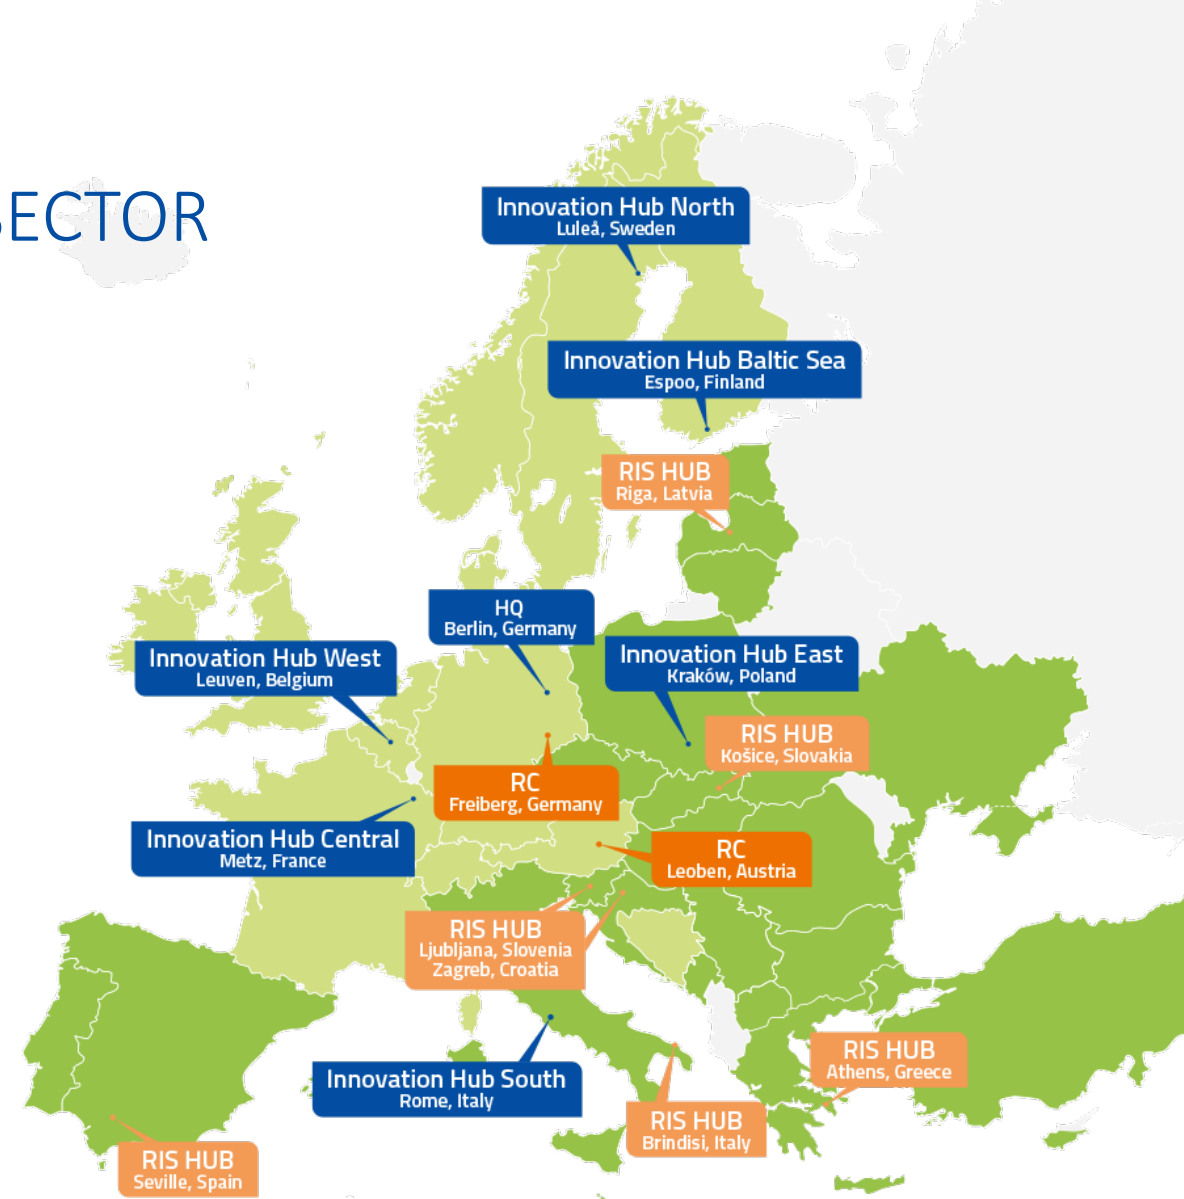 SECTOR
Innovation Hub North
Luleå, Sweden
Innovation Hub Baltic Sea
Espoo, Finland
RIS HUB
Riga, Latvia
HQ
Berlin, Germany
Innovation Hub West
Leuven, Belgium
Innovation Hub East
Kraków, Poland
RIS HUB
Košice, Slovakia
RC
Freiberg, Germany
Innovation Hub Central
Metz, France
RC
Leoben, Austria
RIS HUB
Ljubljana, Slovenia
Zagreb, Croatia
Innovation Hub South
Rome, Italy
RIS HUB
Athens, Greece
RIS HUB
Brindisi, Italy
RIS HUB
Seville, Spain